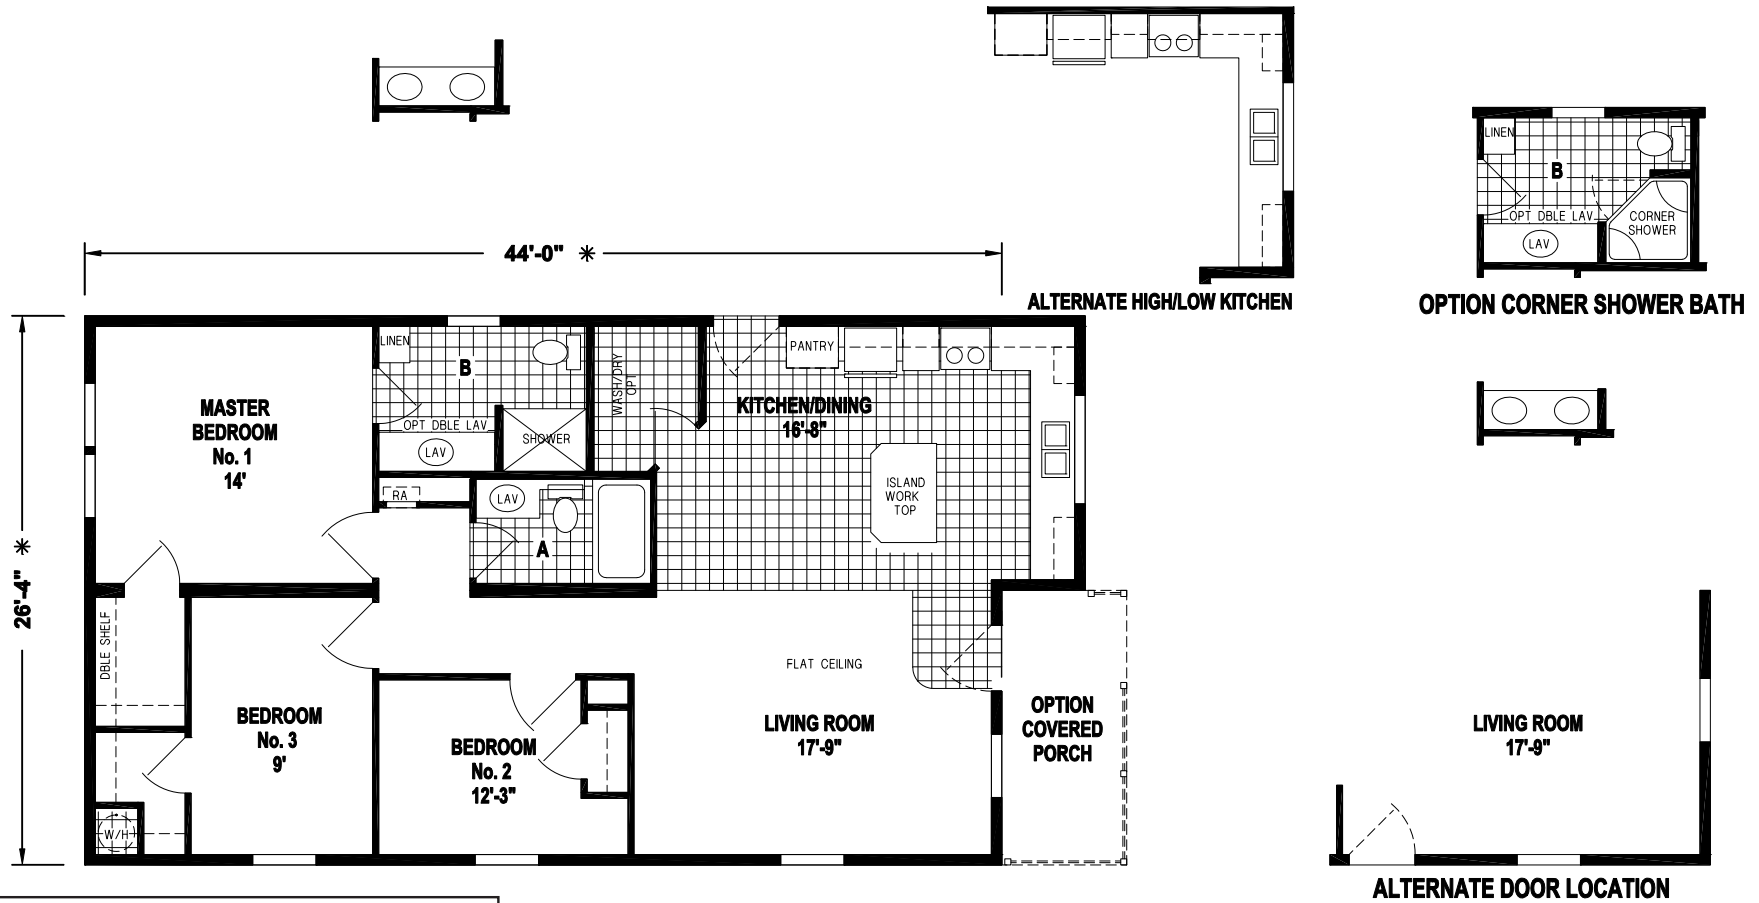 44'-0" ✳
ALTERNATE HIGH/LOW KITCHEN
LINEN
B
OPT DBLE LAV
LAV
CORNER
SHOWER
OPTION CORNER SHOWER BATH
26'-4" ✳
MASTER
BEDROOM
No. 1
14'
LINEN
B
OPT DBLE LAV
LAV
SHOWER
WASH/DRY
OPT
PANTRY
KITCHEN/DINING
16'-8"
ISLAND
WORK
TOP
RA
LAV
A
DBLE SHELF
W/H
BEDROOM
No. 3
9'
BEDROOM
No. 2
12'-3"
FLAT CEILING
LIVING ROOM
17'-9"
OPTION
COVERED
PORCH
LIVING ROOM
17'-9"
ALTERNATE DOOR LOCATION